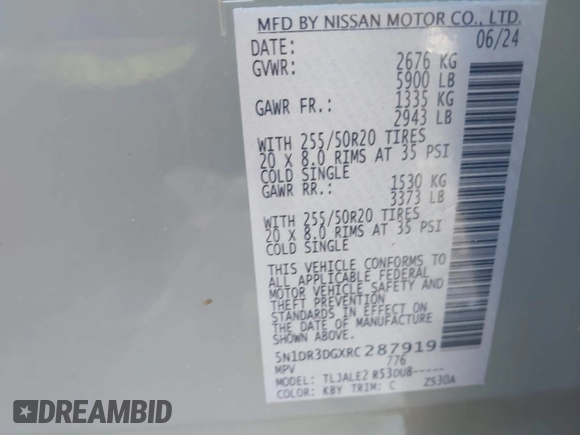 MFD BY NISSAN MOTOR CO., LTD.
DATE: 06/24
GVWR: 2676 KG
5900 LB
GAWR FR.: 1335 KG
2943 LB
WITH 255/50R20 TIRES
20 X 8.0 RIMS AT 35 PSI
COLD SINGLE
GAWR RR.: 1530 KG
3373 LB
WITH 255/50R20 TIRES
20 X 8.0 RIMS AT 35 PSI
COLD SINGLE
THIS VEHICLE CONFORMS TO
ALL APPLICABLE FEDERAL
MOTOR VEHICLE SAFETY AND
THEFT PREVENTION
STANDARDS IN EFFECT ON
THE DATE OF MANUFACTURE
SHOWN ABOVE.
5N1DR3DGXRC287919
MPV 776
MODEL: TLJALE2 R53DU8-----
COLOR: KBY TRIM: C ZS30A
DREAMBID